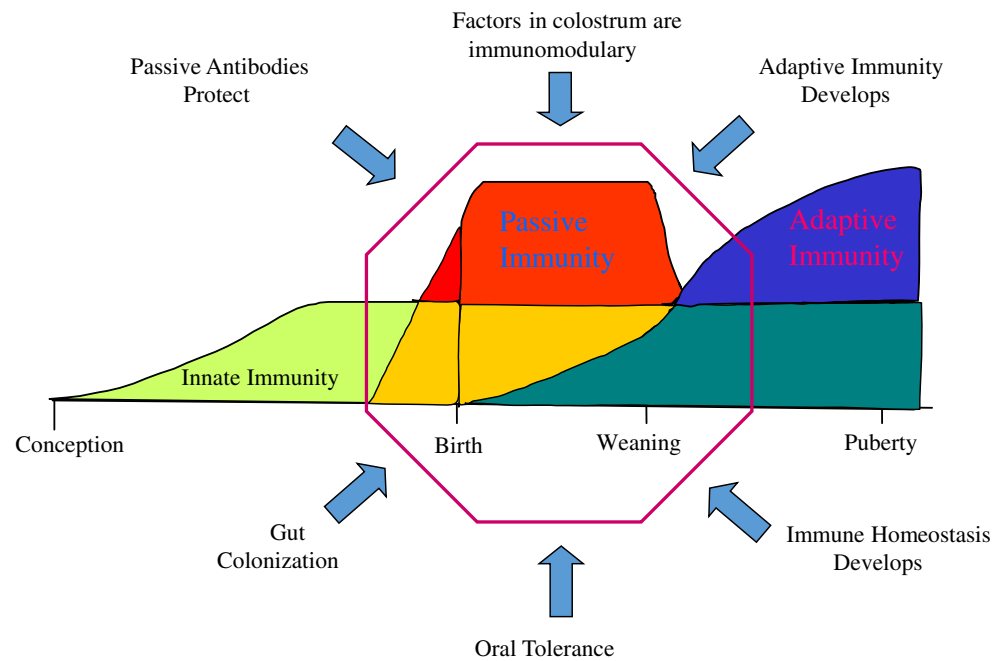 Factors in colostrum are
immunomodulary
Passive Antibodies
Protect
Adaptive Immunity
Develops
Passive
Immunity
Adaptive
Immunity
Innate Immunity
Conception
Birth
Weaning
Puberty
Gut
Colonization
Immune Homeostasis
Develops
Oral Tolerance